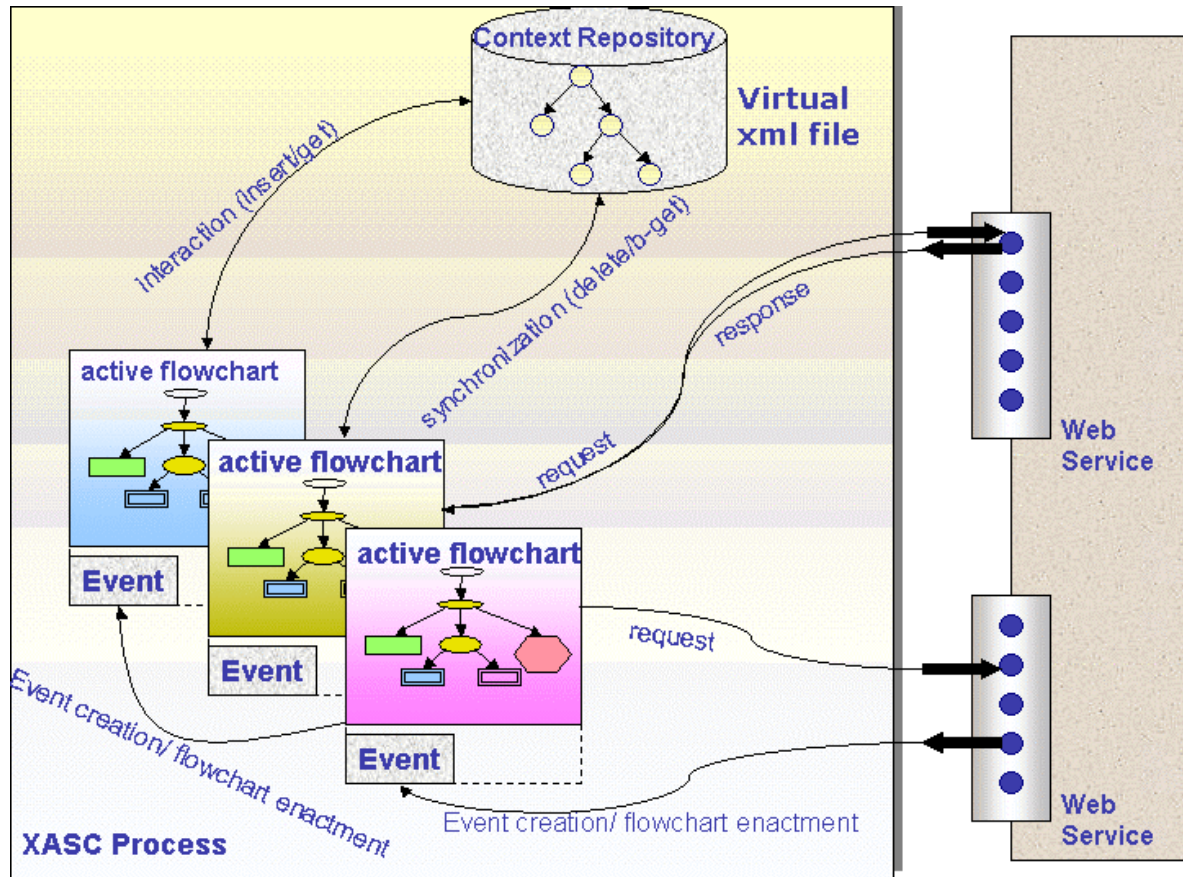 Context Repository
Virtual
xml file
interaction (insert/get)
synchronization (delete/b-get)
response
request
active flowchart
active flowchart
active flowchart
Event
Event
Event
request
Event creation/ flowchart enactment
Event creation/ flowchart enactment
XASC Process
Web
Service
Web
Service